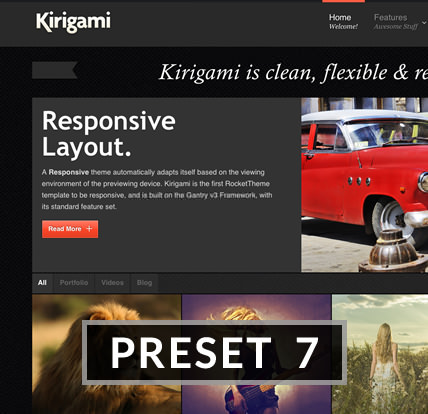 Kirigami
Home
Welcome!
Features
Awesome Stuff
Kirigami is clean, flexible & re
Responsive
Layout.
A Responsive theme automatically adapts itself based on the viewing
environment of the previewing device. Kirigami is the first RocketTheme
template to be responsive, and is built on the Gantry v3 Framework, with
its standard feature set.
Read More +
All
Portfolio
Videos
Blog
PRESET 7